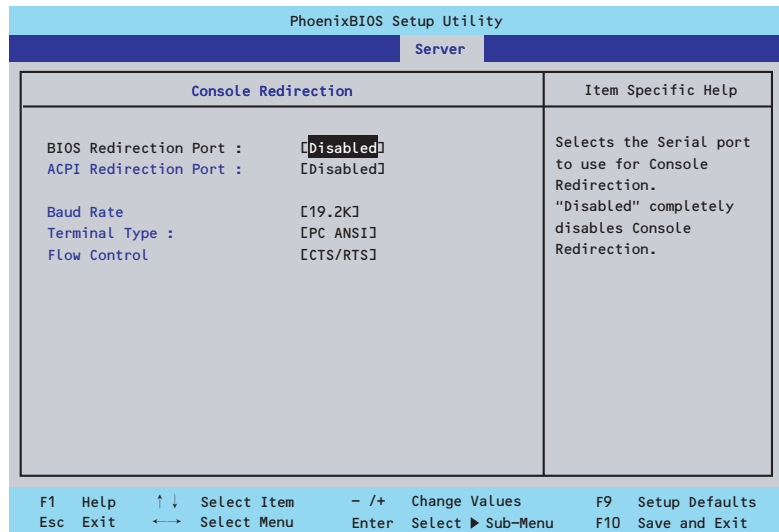 PhoenixBIOS Setup Utility
Server
Console Redirection
Item Specific Help
BIOS Redirection Port : [Disabled]
ACPI Redirection Port : [Disabled]
Baud Rate [19.2K]
Terminal Type : [PC ANSI]
Flow Control [CTS/RTS]
Selects the Serial port
to use for Console
Redirection.
"Disabled" completely
disables Console
Redirection.
F1 Help ↑↓ Select Item - /+ Change Values F9 Setup Defaults
Esc Exit ←→ Select Menu Enter Select ▶ Sub-Menu F10 Save and Exit